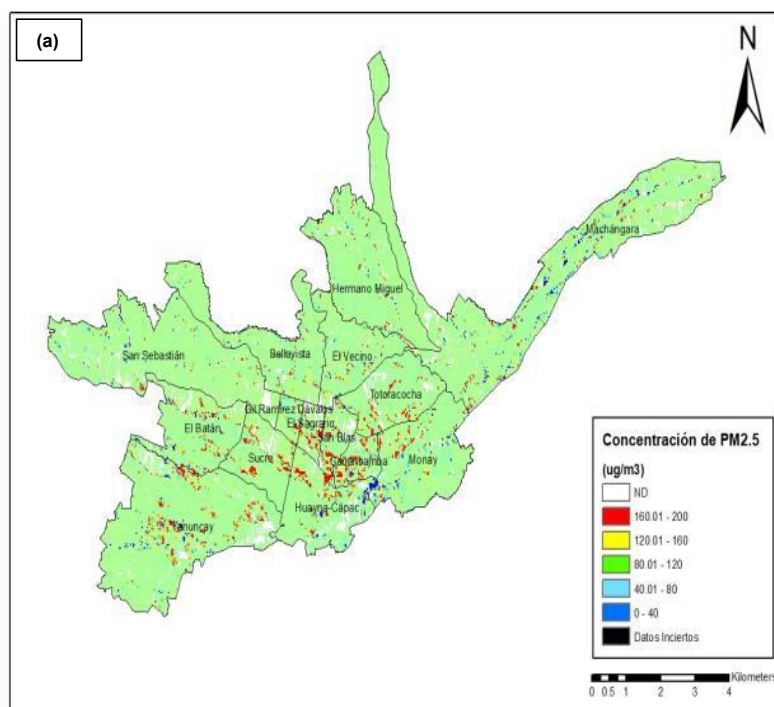 (a)
N
Machángara
Hermano Miguel
San Sebastián
Bellavista
El Vecino
Totoracocha
Gil Ramírez Dávalos
El Sagrario
San Blas
El Batán
Sucre
Cañaribamba
Monay
Yanuncay
Huayna-Cápac
Concentración de PM2.5
(ug/m3)
ND
160.01 - 200
120.01 - 160
80.01 - 120
40.01 - 80
0 - 40
Datos Inciertos
Kilometers
0 0.5 1 2 3 4